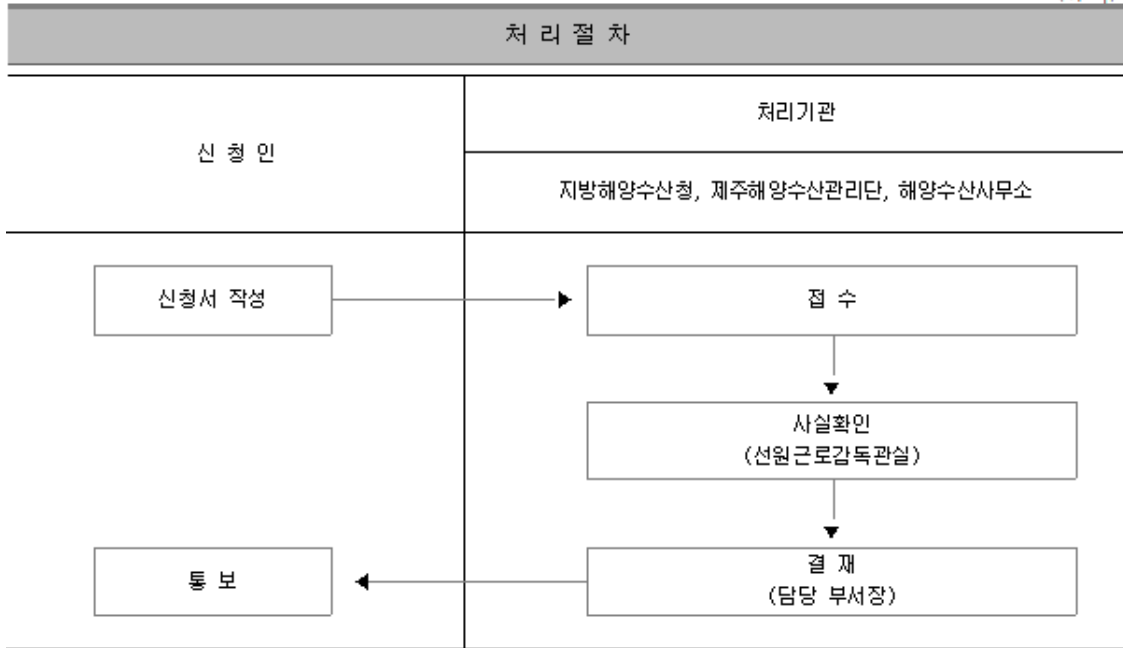 처 리 절 차
신 청 인
처리기관
지방해양수산청, 제주해양수산관리단, 해양수산사무소
신청서 작성
접 수
사실확인
(선원근로감독관실)
결 재
(담당 부서장)
통 보